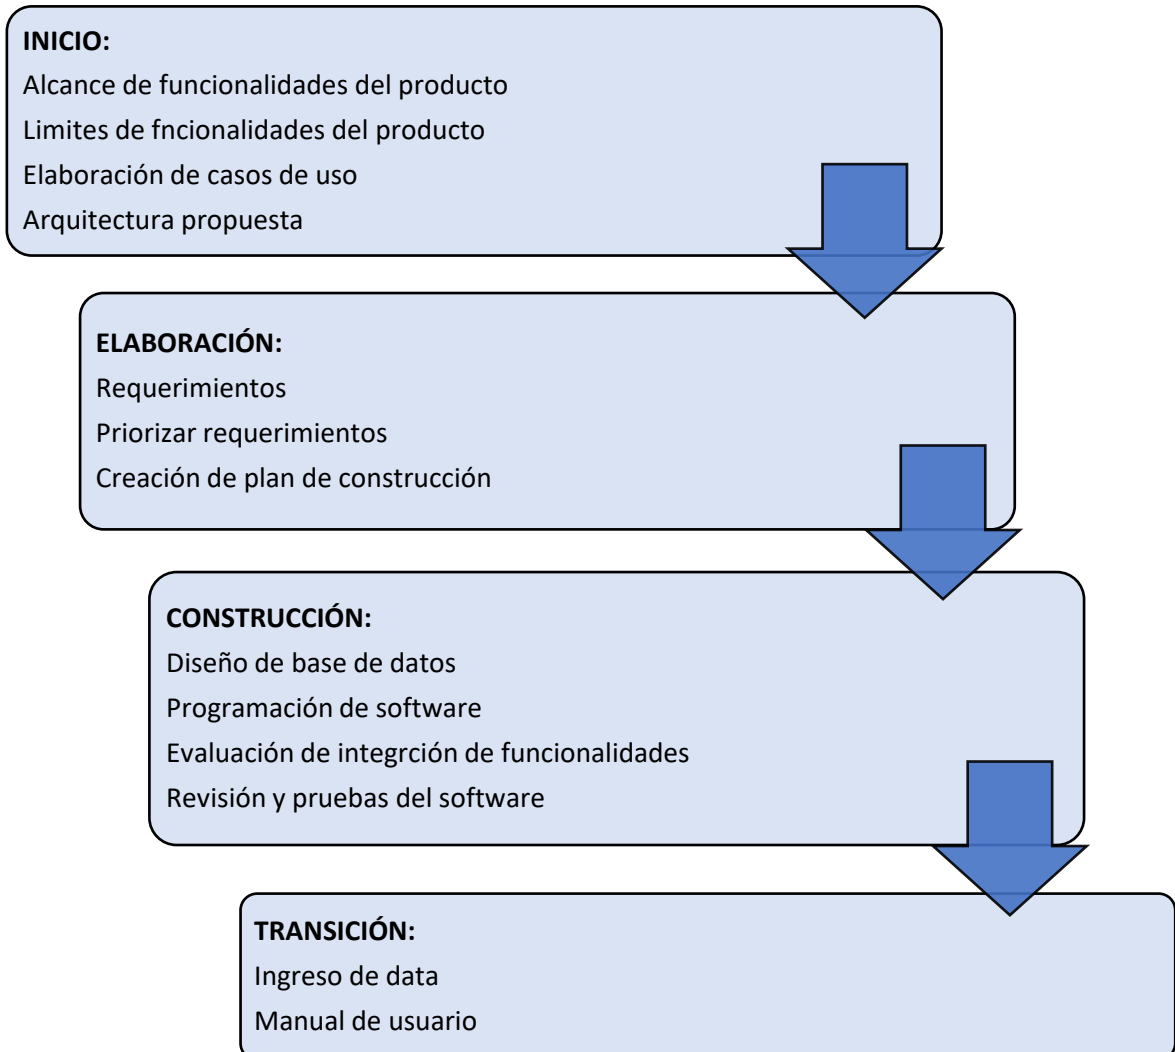 INICIO:
Alcance de funcionalidades del producto
Limites de fncionalidades del producto
Elaboración de casos de uso
Arquitectura propuesta
ELABORACIÓN:
Requerimientos
Priorizar requerimientos
Creación de plan de construcción
CONSTRUCCIÓN:
Diseño de base de datos
Programación de software
Evaluación de integrción de funcionalidades
Revisión y pruebas del software
TRANSICIÓN:
Ingreso de data
Manual de usuario